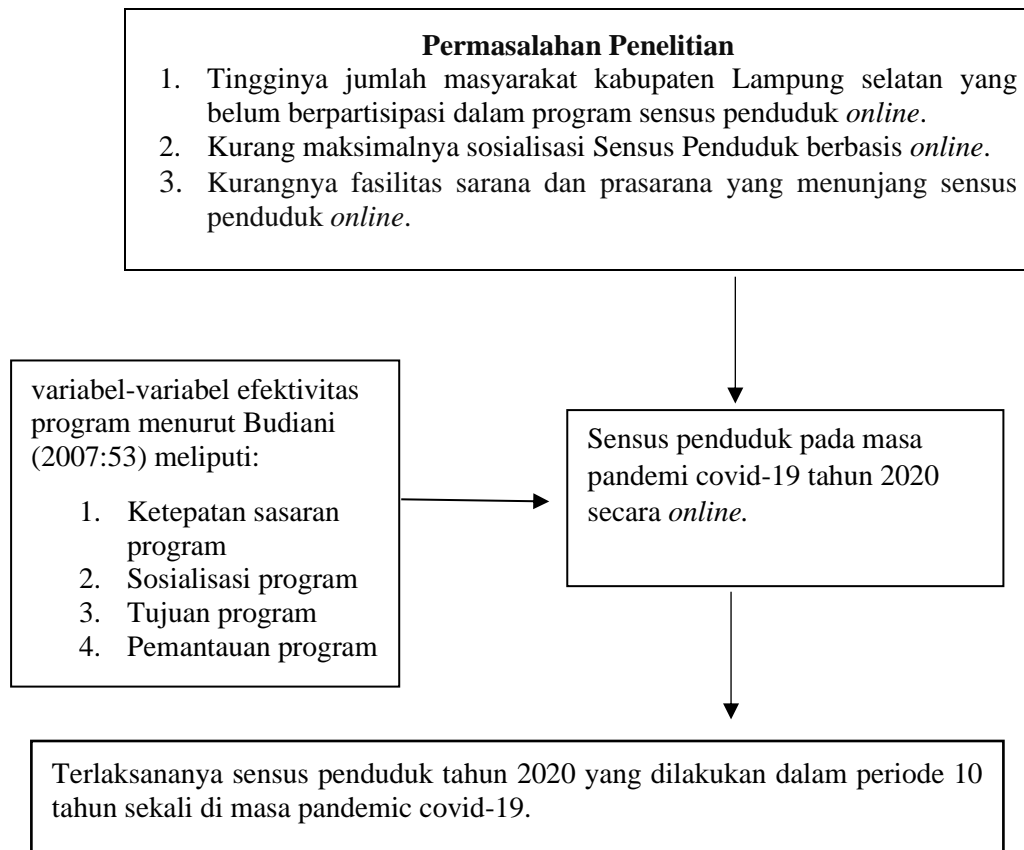 Permasalahan Penelitian
1. Tingginya jumlah masyarakat kabupaten Lampung selatan yang
belum berpartisipasi dalam program sensus penduduk online.
2. Kurang maksimalnya sosialisasi Sensus Penduduk berbasis online.
3. Kurangnya fasilitas sarana dan prasarana yang menunjang sensus
penduduk online.
variabel-variabel efektivitas
program menurut Budiani
(2007:53) meliputi:
1. Ketepatan sasaran
program
2. Sosialisasi program
3. Tujuan program
4. Pemantauan program
Sensus penduduk pada masa
pandemi covid-19 tahun 2020
secara online.
Terlaksananya sensus penduduk tahun 2020 yang dilakukan dalam periode 10
tahun sekali di masa pandemic covid-19.